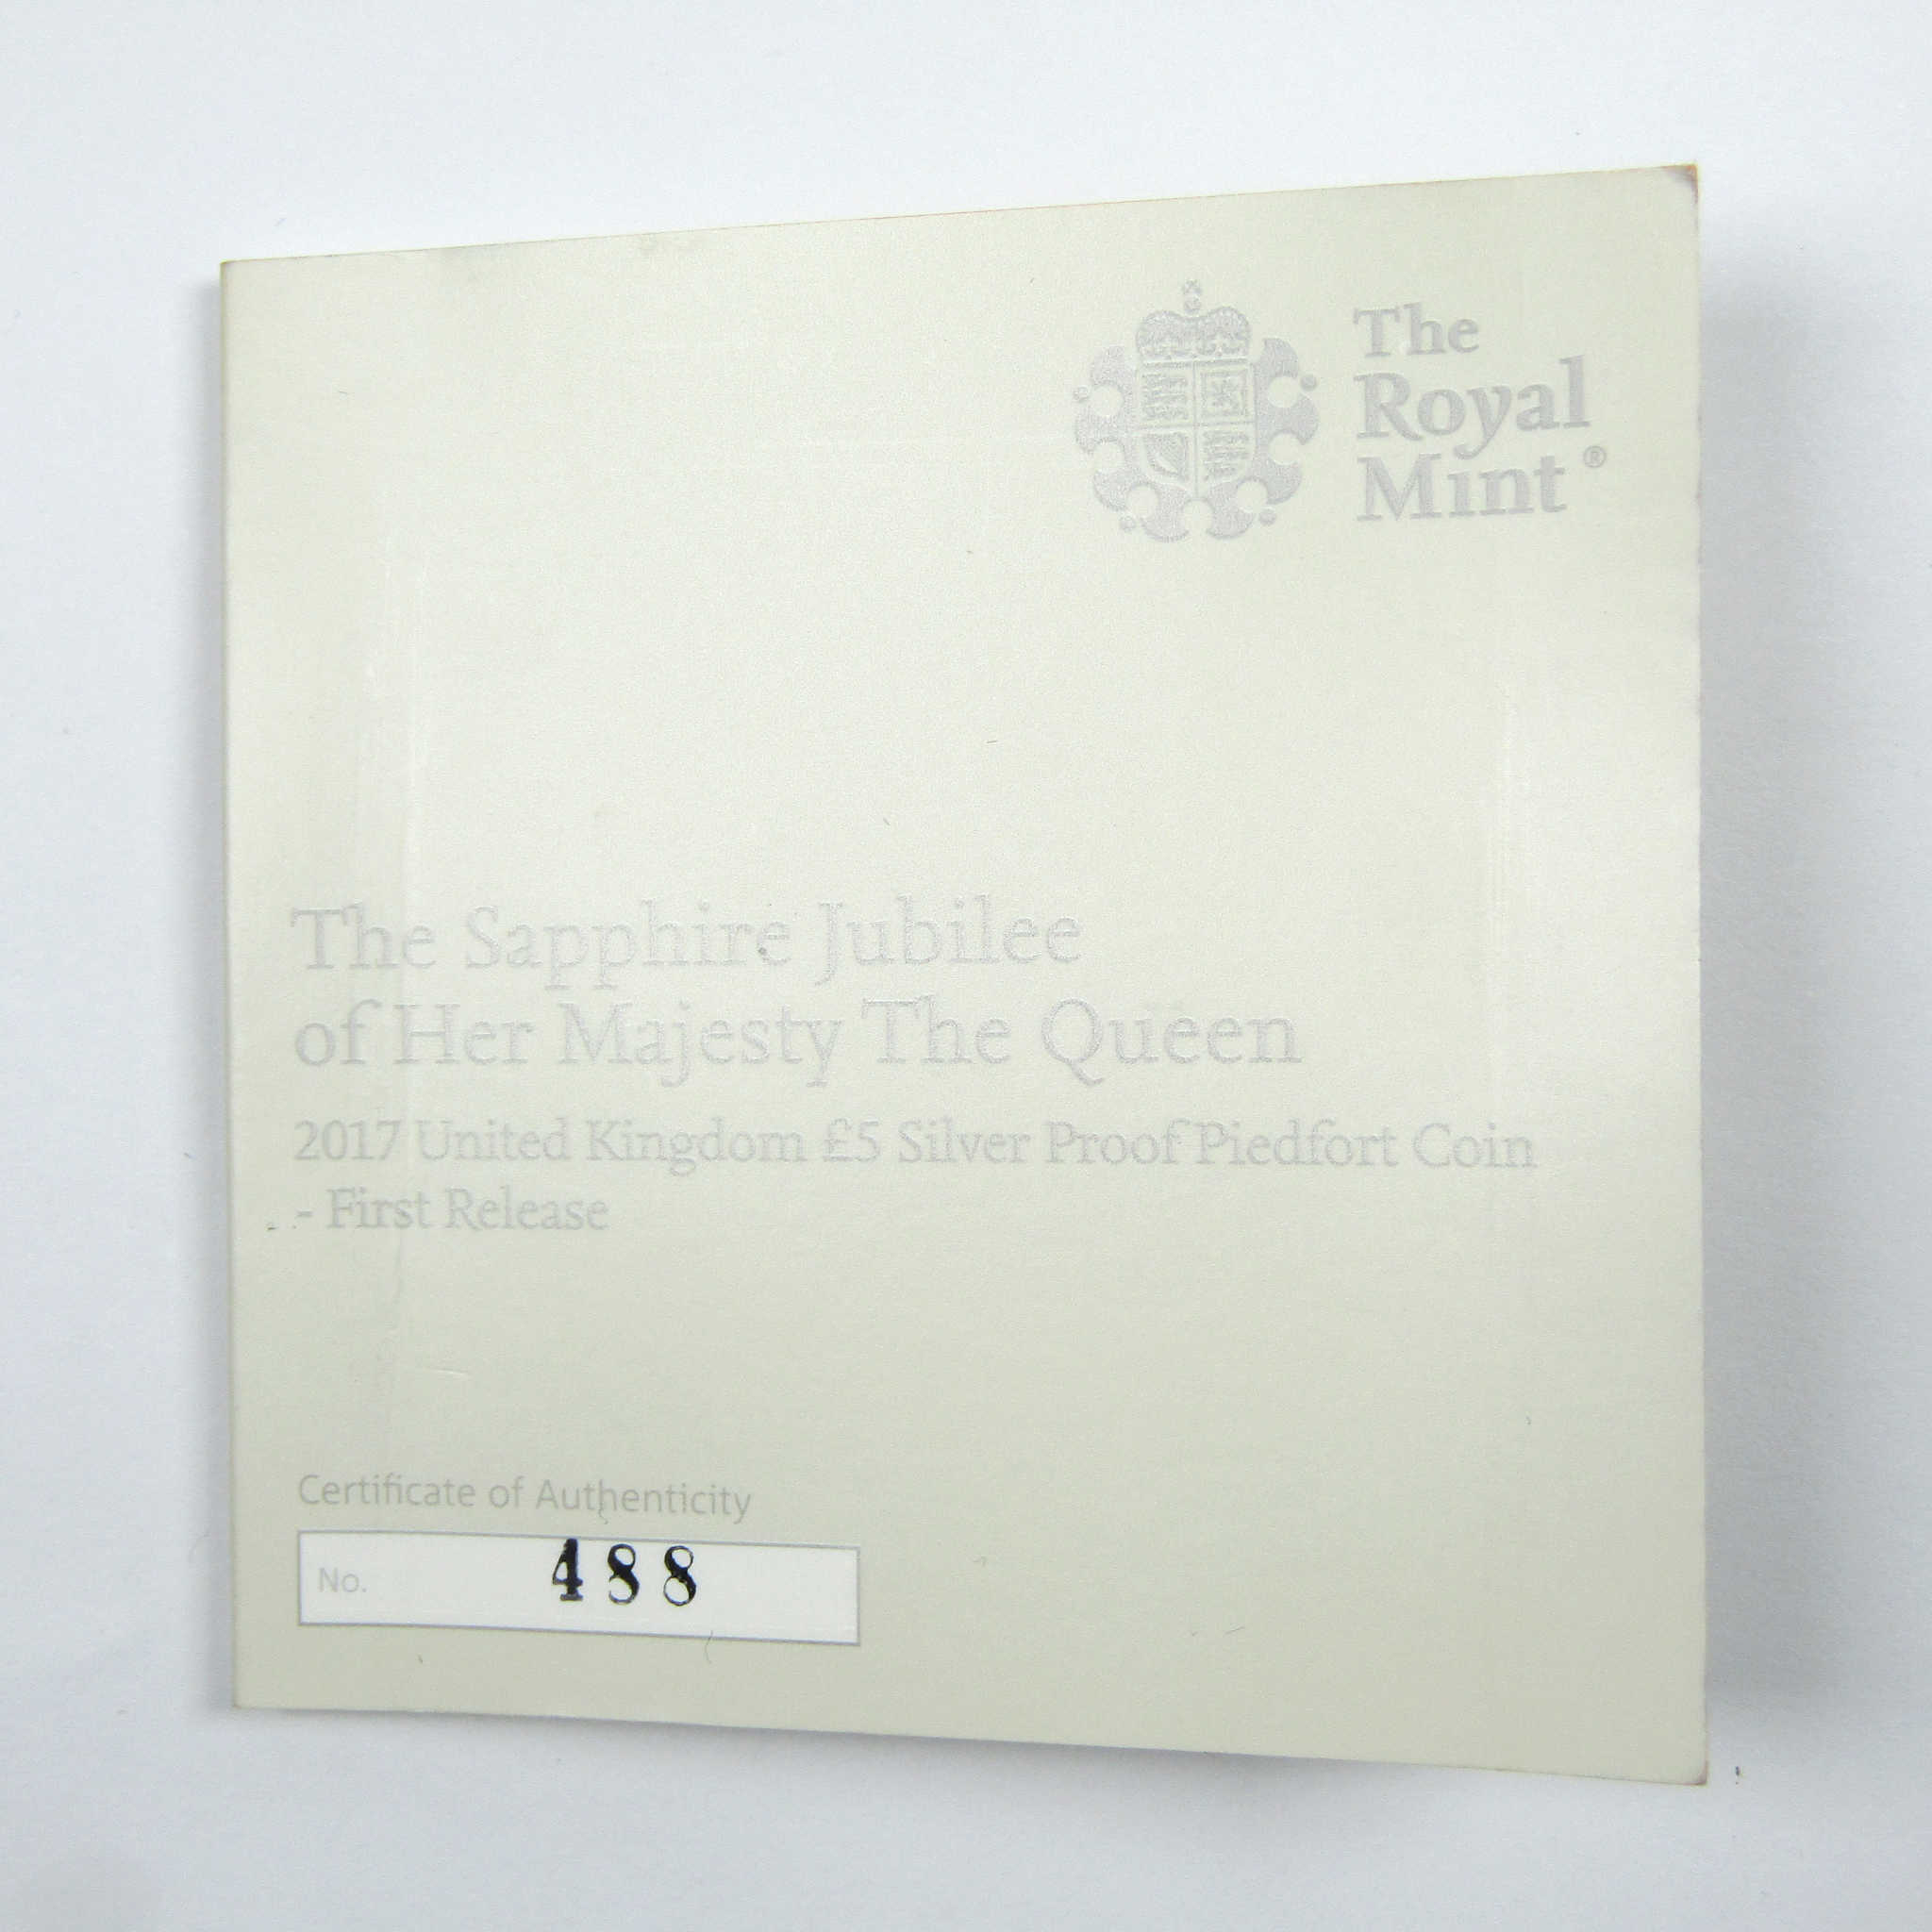 The
Royal
Mint®
The Sapphire Jubilee
of Her Majesty The Queen
2017 United Kingdom £5 Silver Proof Piedfort Coin
- First Release
Certificate of Authenticity
No. 488